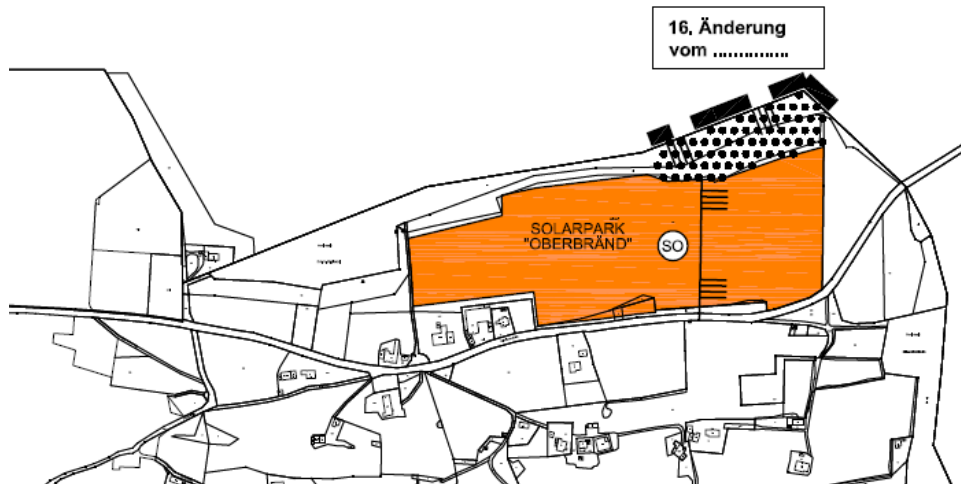 16. Änderung
vom ...............
SOLARPARK
"OBERBRÄND"
SO